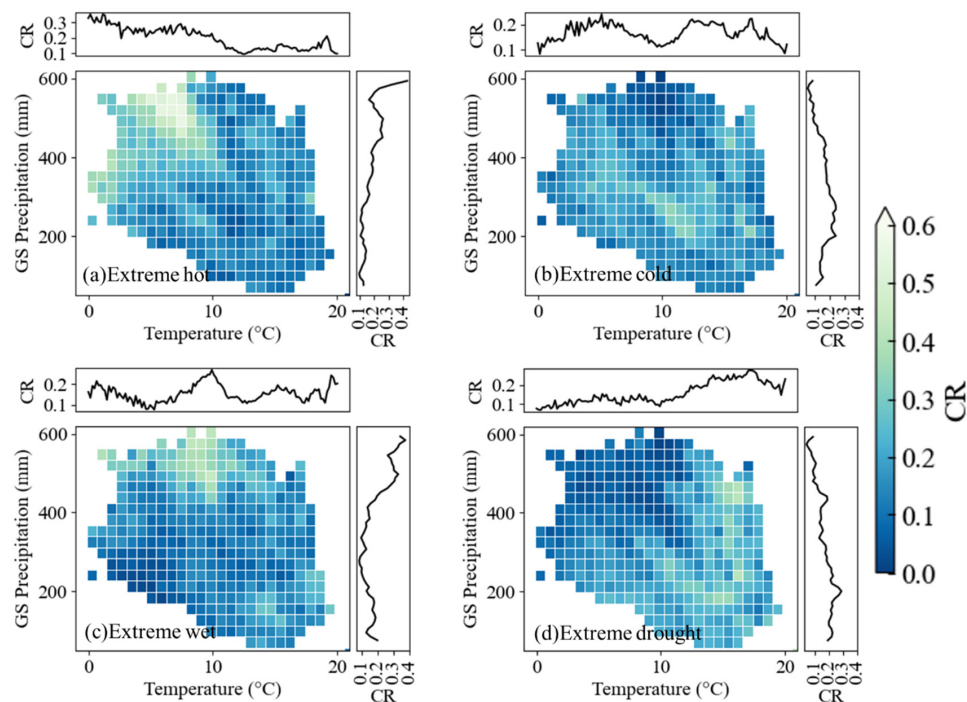 CR
0.3
0.1
GS Precipitation (mm)
600
400
200
(a)Extreme hot
0
10
20
Temperature (°C)
0.1
0.2
0.3
0.4
CR
CR
0.2
0.1
GS Precipitation (mm)
600
400
200
(b)Extreme cold
0
10
20
Temperature (°C)
0.1
0.2
0.3
0.4
CR
CR
0.2
0.1
GS Precipitation (mm)
600
400
200
(c)Extreme wet
0
10
20
Temperature (°C)
0.1
0.2
0.3
0.4
CR
CR
0.2
0.1
GS Precipitation (mm)
600
400
200
(d)Extreme drought
0
10
20
Temperature (°C)
0.1
0.2
0.3
0.4
CR
0.6
0.5
0.4
0.3
0.2
0.1
0.0
CR